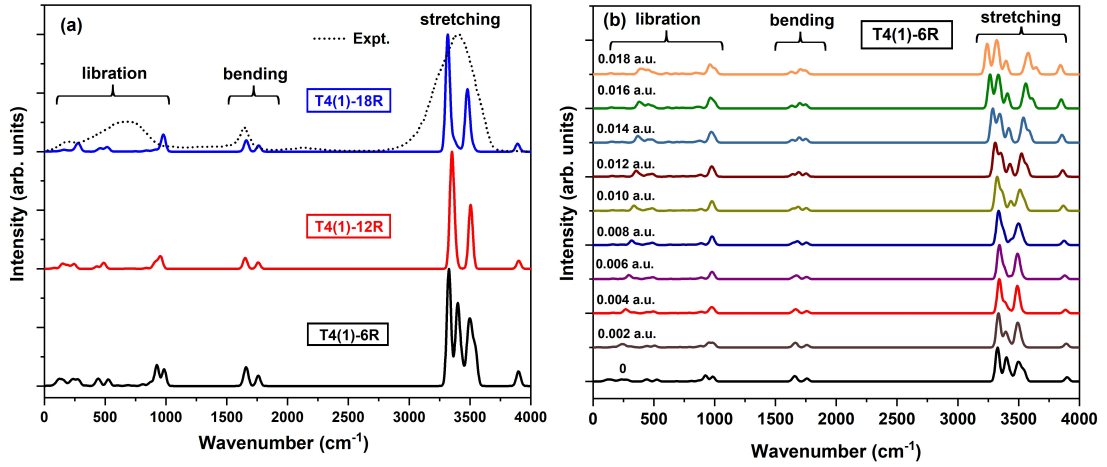 (a)
stretching
Expt.
libration
bending
T4(1)-18R
T4(1)-12R
T4(1)-6R
Intensity (arb. units)
0 500 1000 1500 2000 2500 3000 3500 4000
Wavenumber (cm-1)
(b)
libration
bending
T4(1)-6R
stretching
0.018 a.u.
0.016 a.u.
0.014 a.u.
0.012 a.u.
0.010 a.u.
0.008 a.u.
0.006 a.u.
0.004 a.u.
0.002 a.u.
0
Intensity (arb. units)
0 500 1000 1500 2000 2500 3000 3500 4000
Wavenumber (cm-1)